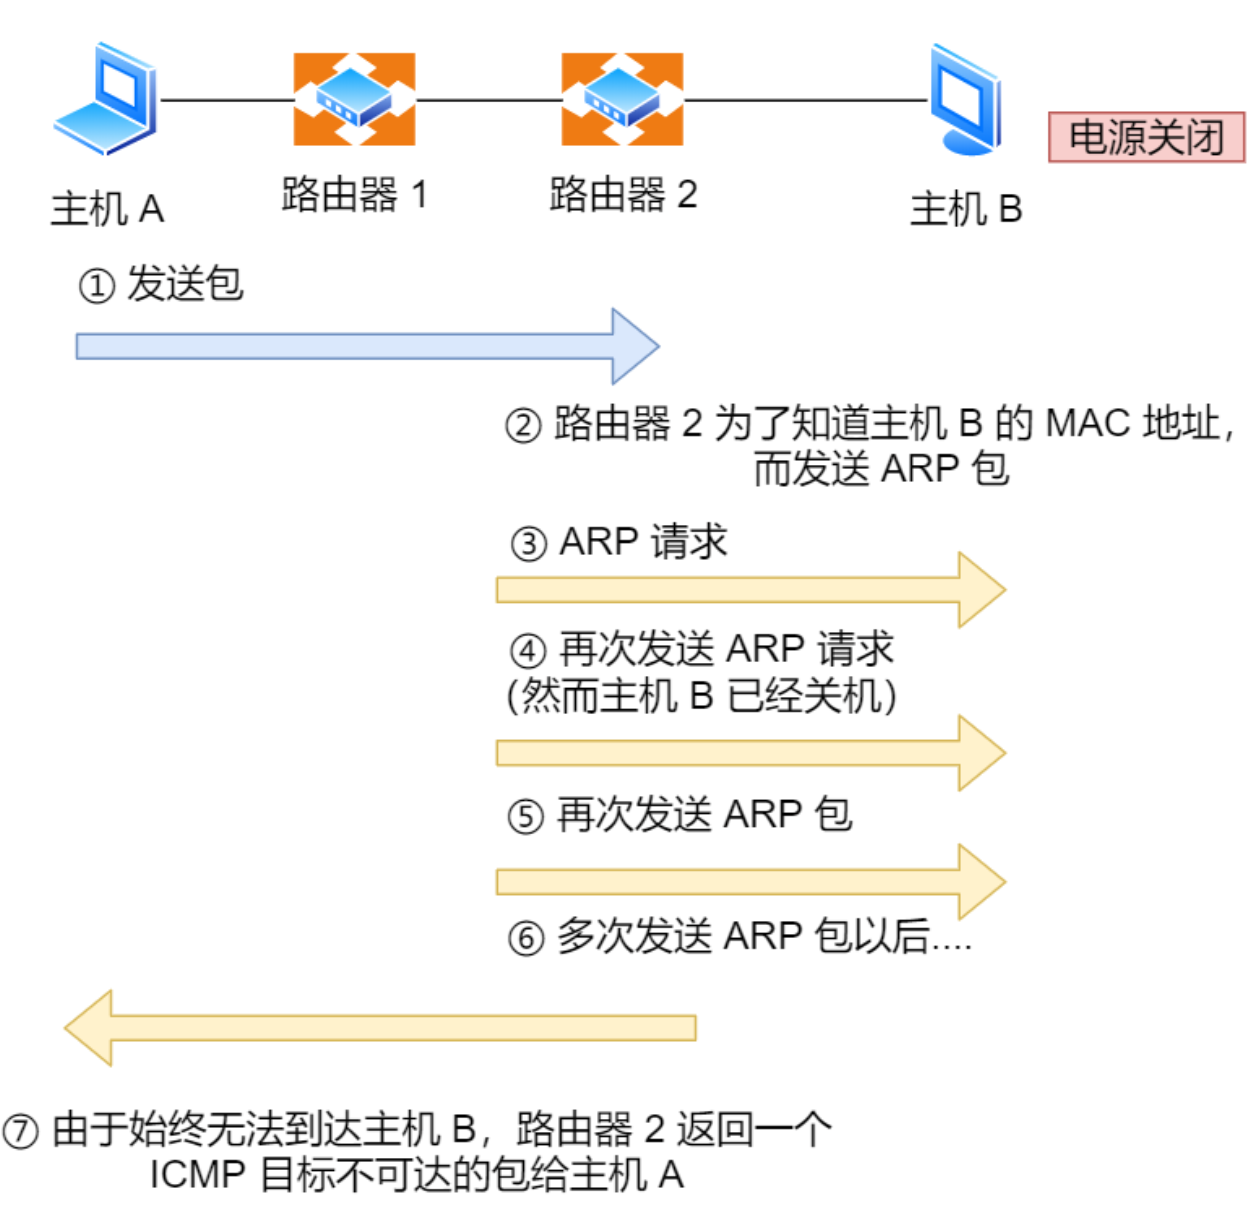 电源关闭
主机 A
路由器 1
路由器 2
主机 B
① 发送包
② 路由器 2 为了知道主机 B 的 MAC 地址，
而发送 ARP 包
③ ARP 请求
④ 再次发送 ARP 请求
（然而主机 B 已经关机）
⑤ 再次发送 ARP 包
⑥ 多次发送 ARP 包以后....
⑦ 由于始终无法到达主机 B，路由器 2 返回一个
ICMP 目标不可达的包给主机 A